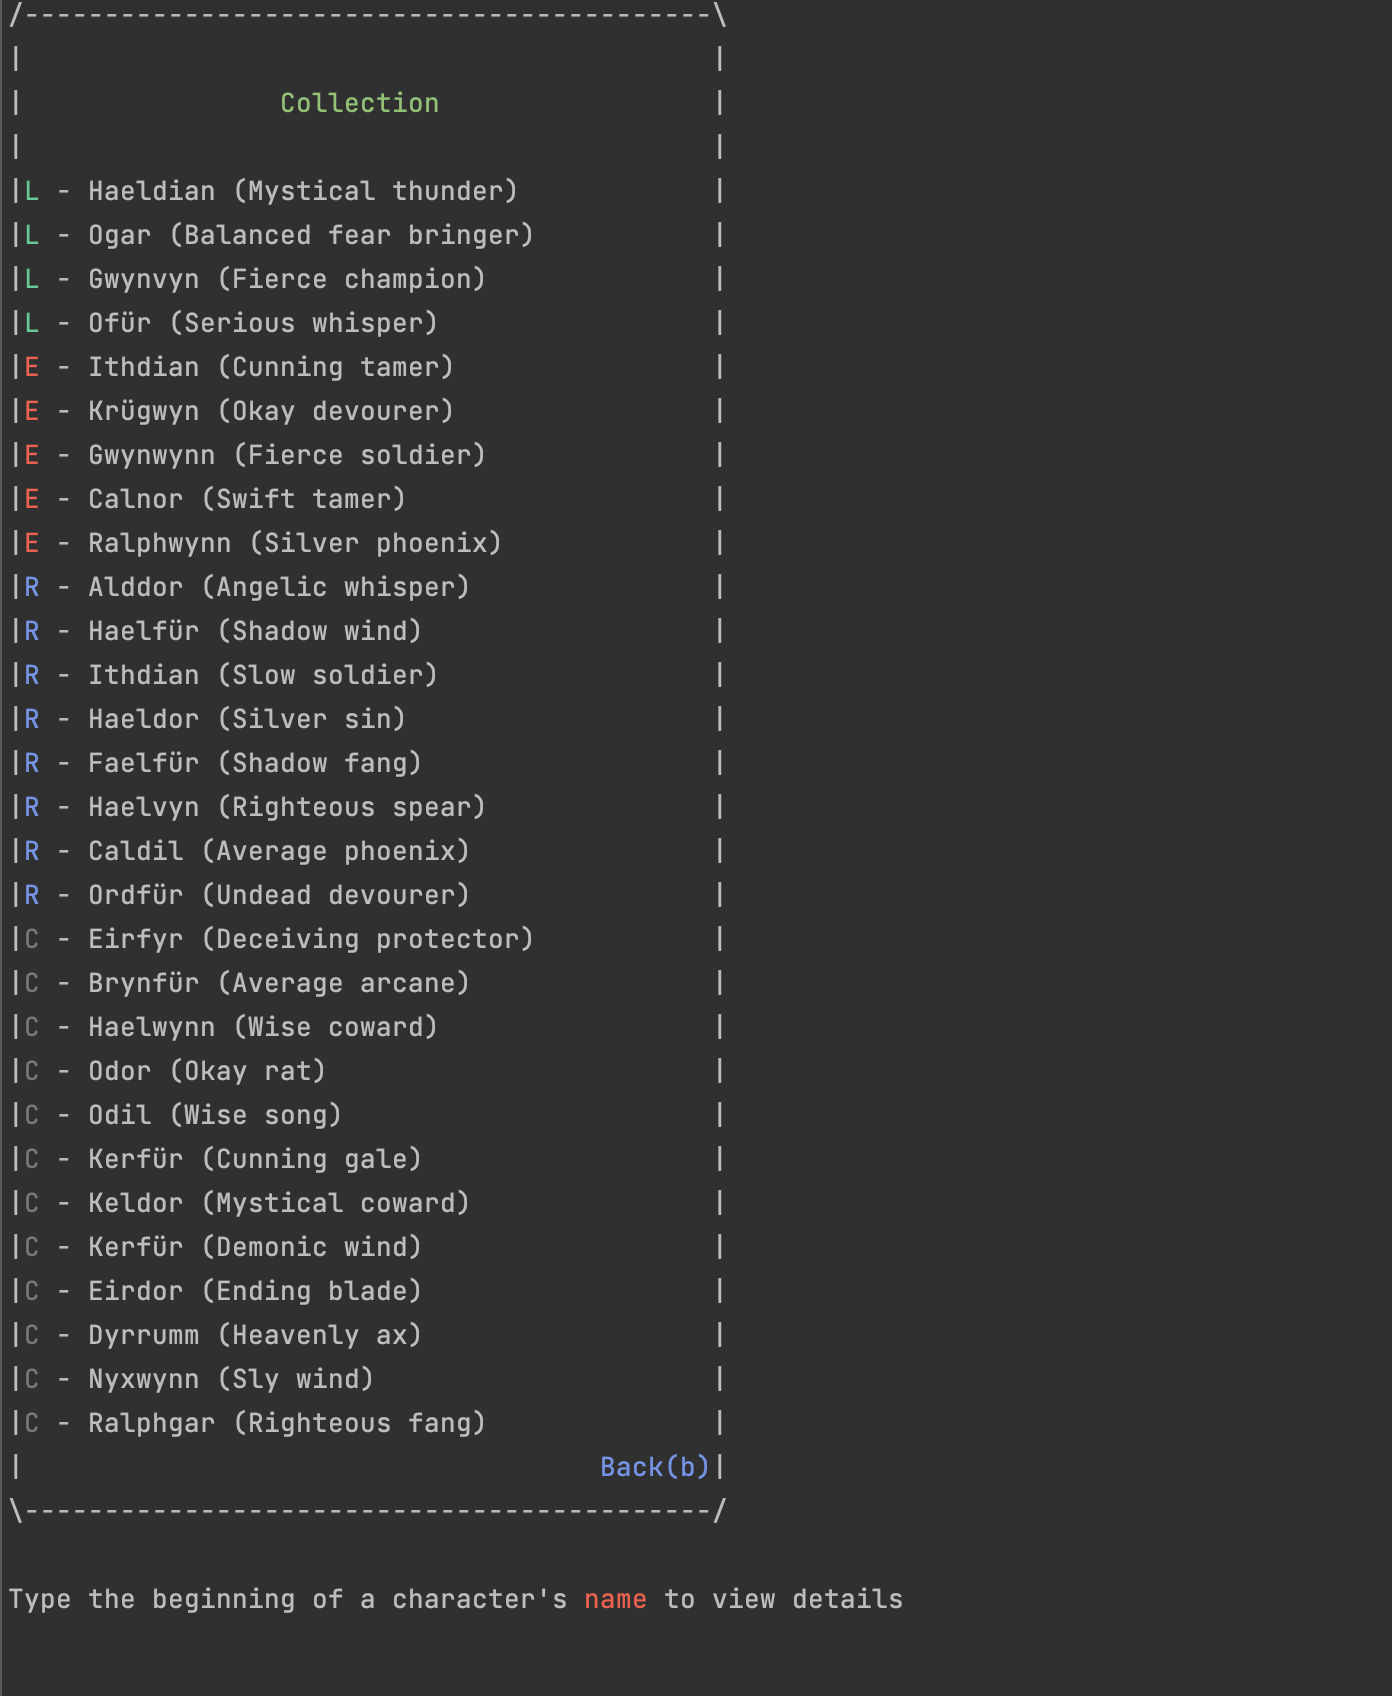 /-------------------------------------------\
|                                           |
|                Collection                 |
|                                           |
|L - Haeldian (Mystical thunder)            |
|L - Ogar (Balanced fear bringer)           |
|L - Gwynvyn (Fierce champion)              |
|L - Ofür (Serious whisper)                 |
|E - Ithdian (Cunning tamer)                |
|E - Krügwyn (Okay devourer)                |
|E - Gwynwynn (Fierce soldier)              |
|E - Calnor (Swift tamer)                   |
|E - Ralphwynn (Silver phoenix)             |
|R - Alddor (Angelic whisper)               |
|R - Haelfür (Shadow wind)                  |
|R - Ithdian (Slow soldier)                 |
|R - Haeldor (Silver sin)                   |
|R - Faelfür (Shadow fang)                  |
|R - Haelvyn (Righteous spear)              |
|R - Caldil (Average phoenix)               |
|R - Ordfür (Undead devourer)               |
|C - Eirfyr (Deceiving protector)           |
|C - Brynfür (Average arcane)               |
|C - Haelwynn (Wise coward)                 |
|C - Odor (Okay rat)                        |
|C - Odil (Wise song)                       |
|C - Kerfür (Cunning gale)                  |
|C - Keldor (Mystical coward)               |
|C - Kerfür (Demonic wind)                  |
|C - Eirdor (Ending blade)                  |
|C - Dyrrumm (Heavenly ax)                  |
|C - Nyxwynn (Sly wind)                     |
|C - Ralphgar (Righteous fang)              |
|                                    Back(b)|
\-------------------------------------------/
Type the beginning of a character's name to view details